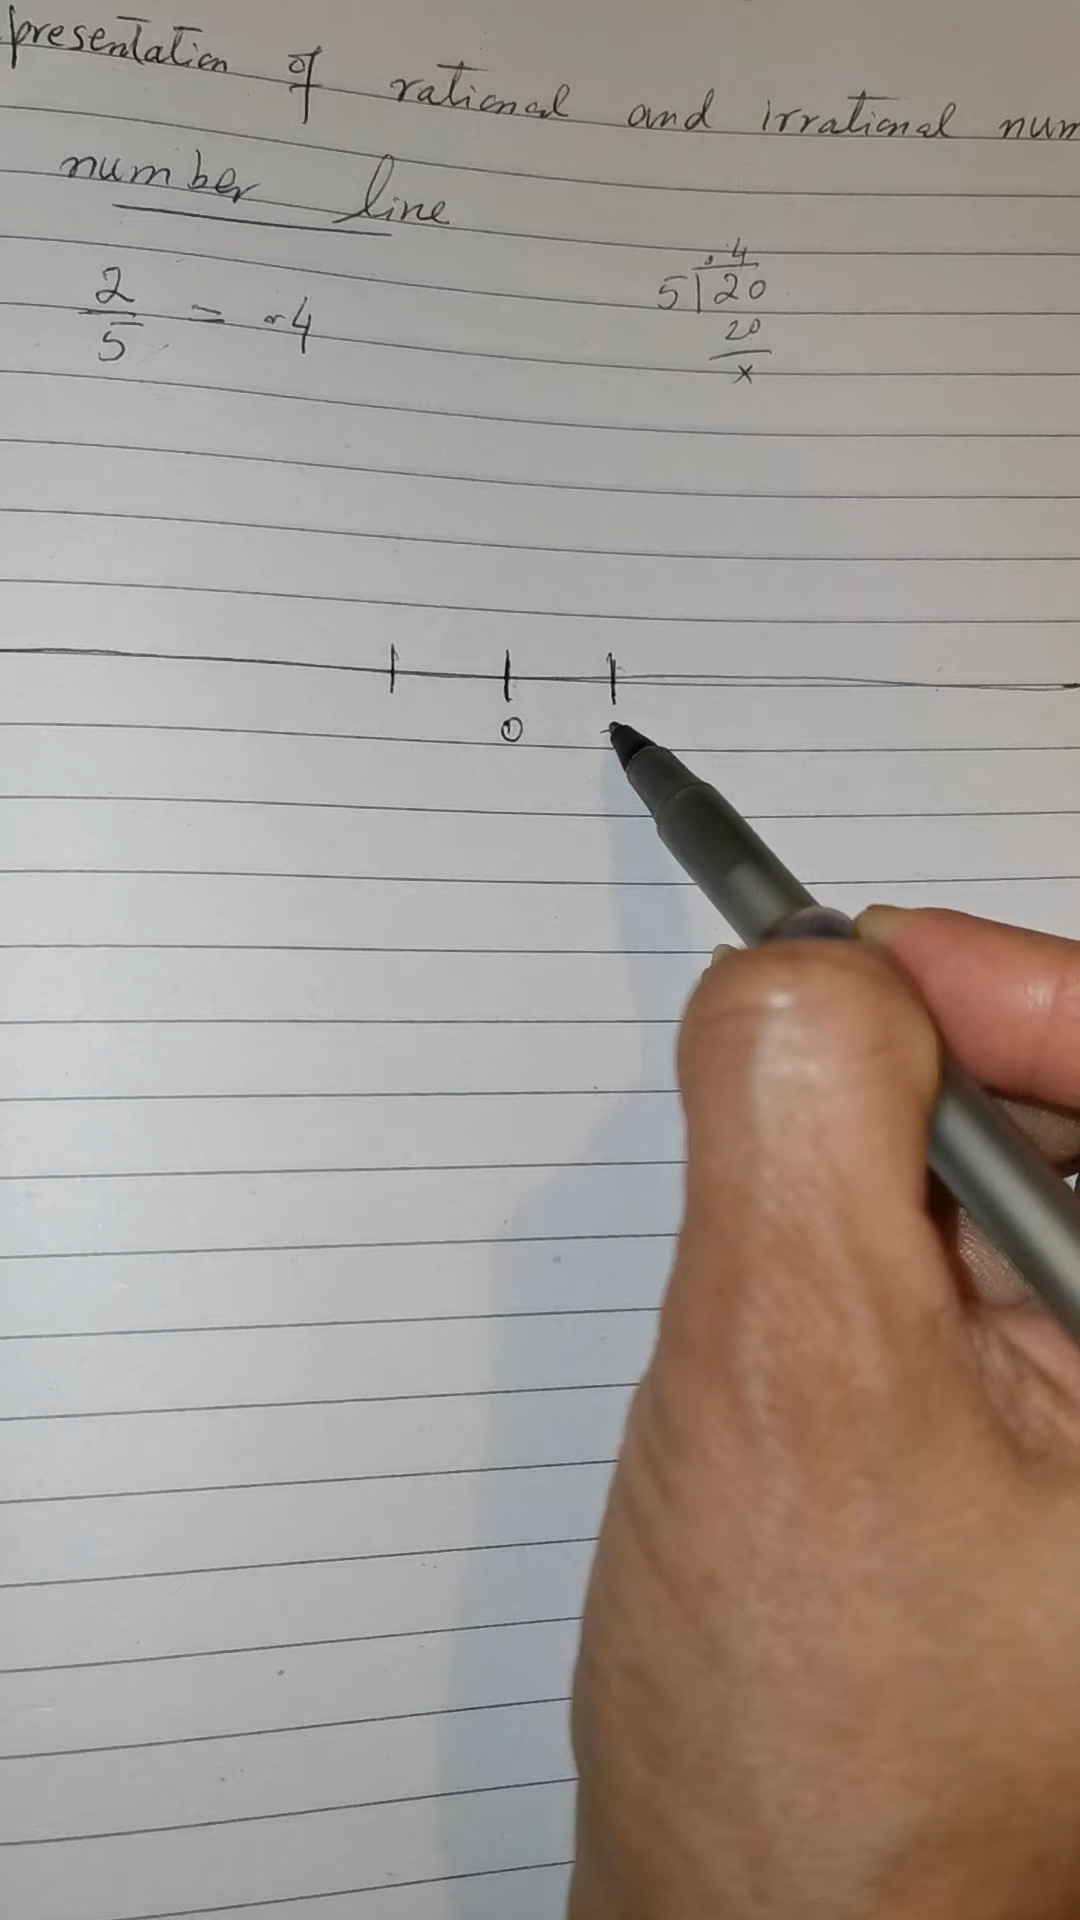 presentation of rational and irrational num
number line
2/5 = .4
.4
5|20
20
x
0